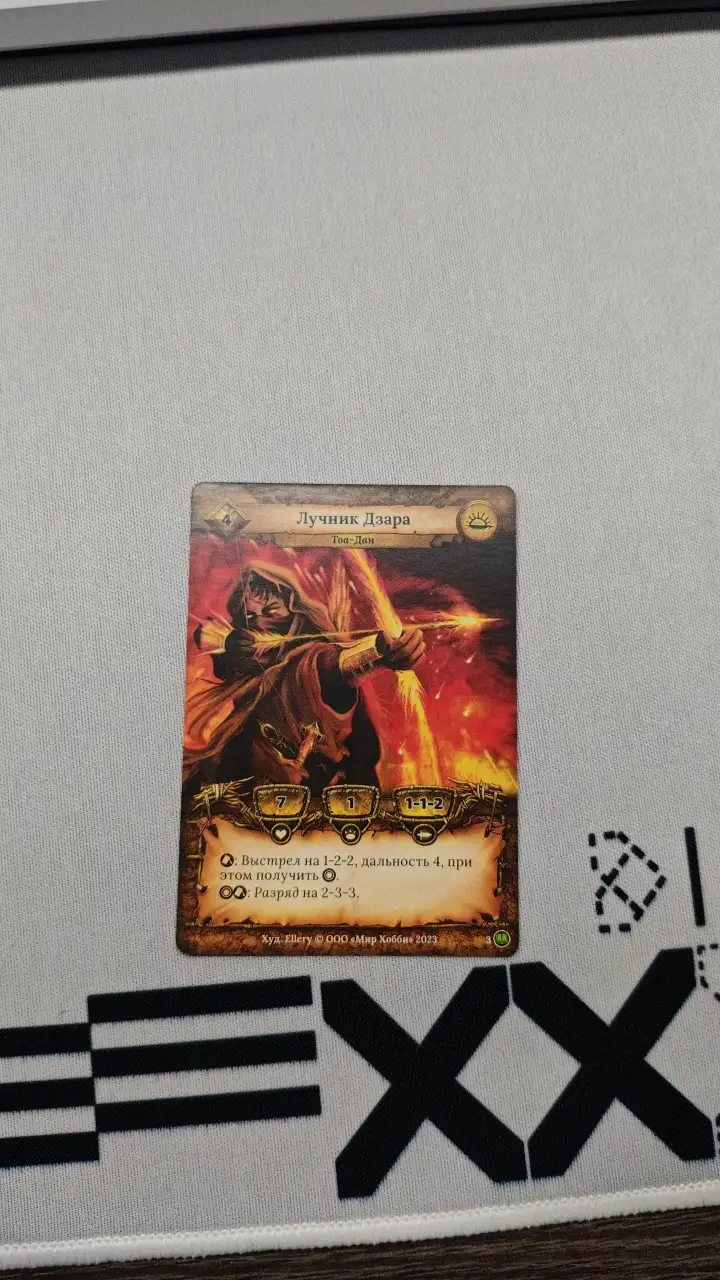 4
Лучник Дзара
Тоа-Дан
7 1 1-1-2
: Выстрел на 1-2-2, дальность 4, при
этом получить .
: Разряд на 2-3-3.
Худ. Ellery © ООО «Мир Хобби» 2023 3
XX